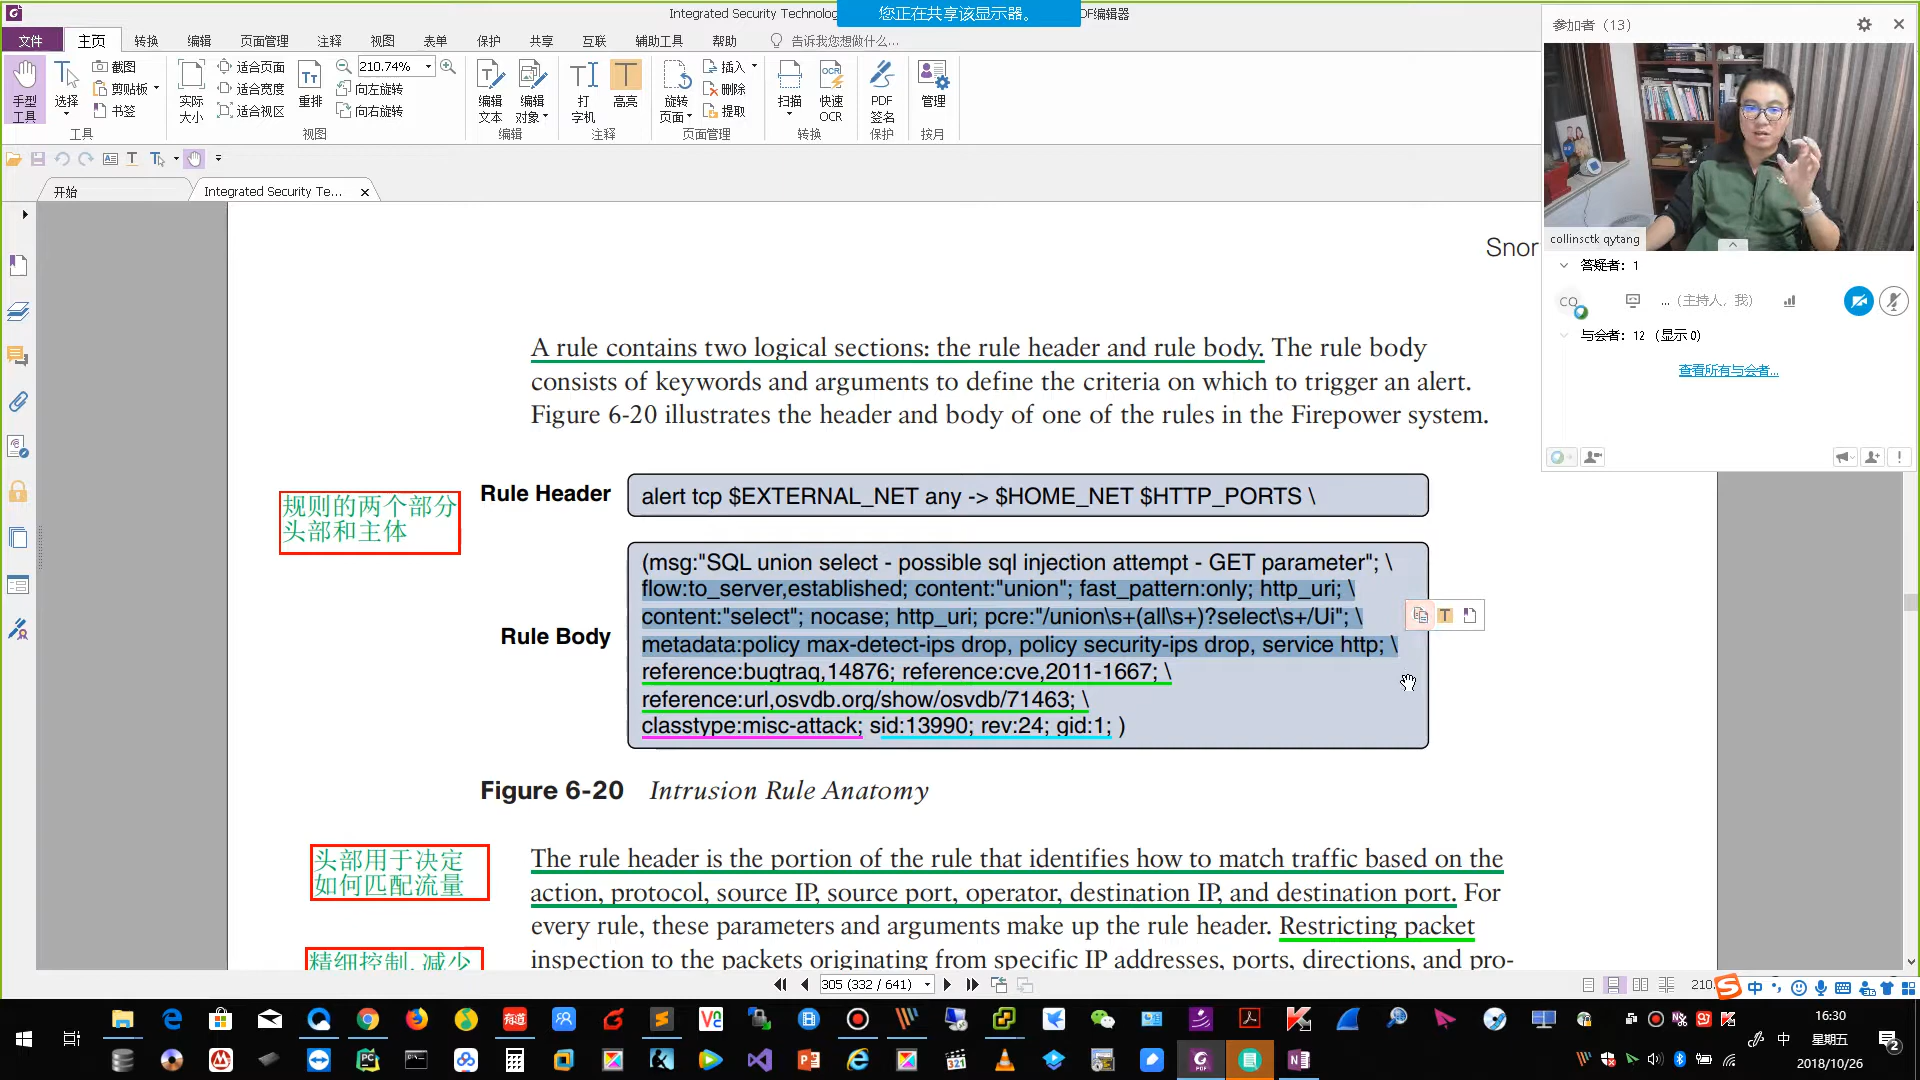 Integrated Security Technolog
您正在共享该显示器。
DF编辑器
文件
主页
转换
编辑
页面管理
注释
视图
表单
保护
共享
互联
辅助工具
帮助
告诉我您想做什么...
手型
工具
选择
截图
剪贴板
书签
工具
实际
大小
适合页面
适合宽度
适合视区
重排
210.74%
向左旋转
向右旋转
视图
编辑
文本
编辑
对象
编辑
打
字机
高亮
注释
旋转
页面
插入
删除
提取
页面管理
扫描
快速
OCR
转换
PDF
签名
保护
管理
按月
开始
Integrated Security Te...
参加者 (13)
collinsctk qytang
答疑者: 1
CQ
... (主持人, 我)
与会者: 12 (显示 0)
查看所有与会者...
Snor
A rule contains two logical sections: the rule header and rule body. The rule body
consists of keywords and arguments to define the criteria on which to trigger an alert.
Figure 6-20 illustrates the header and body of one of the rules in the Firepower system.
规则的两个部分
头部和主体
Rule Header
alert tcp $EXTERNAL_NET any -> $HOME_NET $HTTP_PORTS \
Rule Body
(msg:"SQL union select - possible sql injection attempt - GET parameter"; \
flow:to_server,established; content:"union"; fast_pattern:only; http_uri; \
content:"select"; nocase; http_uri; pcre:"/union\s+(all\s+)?select\s+/Ui"; \
metadata:policy max-detect-ips drop, policy security-ips drop, service http; \
reference:bugtraq,14876; reference:cve,2011-1667; \
reference:url,osvdb.org/show/osvdb/71463; \
classtype:misc-attack; sid:13990; rev:24; gid:1; )
Figure 6-20 Intrusion Rule Anatomy
头部用于决定
如何匹配流量
The rule header is the portion of the rule that identifies how to match traffic based on the
action, protocol, source IP, source port, operator, destination IP, and destination port. For
every rule, these parameters and arguments make up the rule header. Restricting packet
精细控制,减少
inspection to the packets originating from specific IP addresses, ports, directions, and pro-
305 (332 / 641)
210.
中
16:30
中
星期五
2018/10/26
2